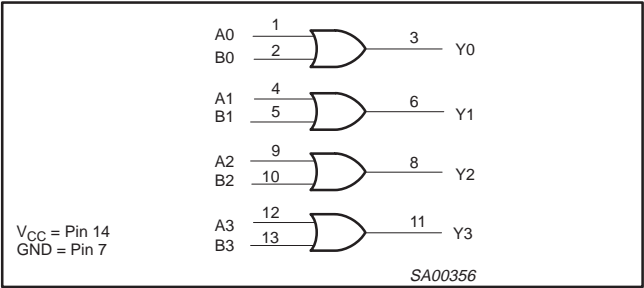 A0 1
B0 2
3 Y0
A1 4
B1 5
6 Y1
A2 9
B2 10
8 Y2
A3 12
B3 13
11 Y3
VCC = Pin 14
GND = Pin 7
SA00356